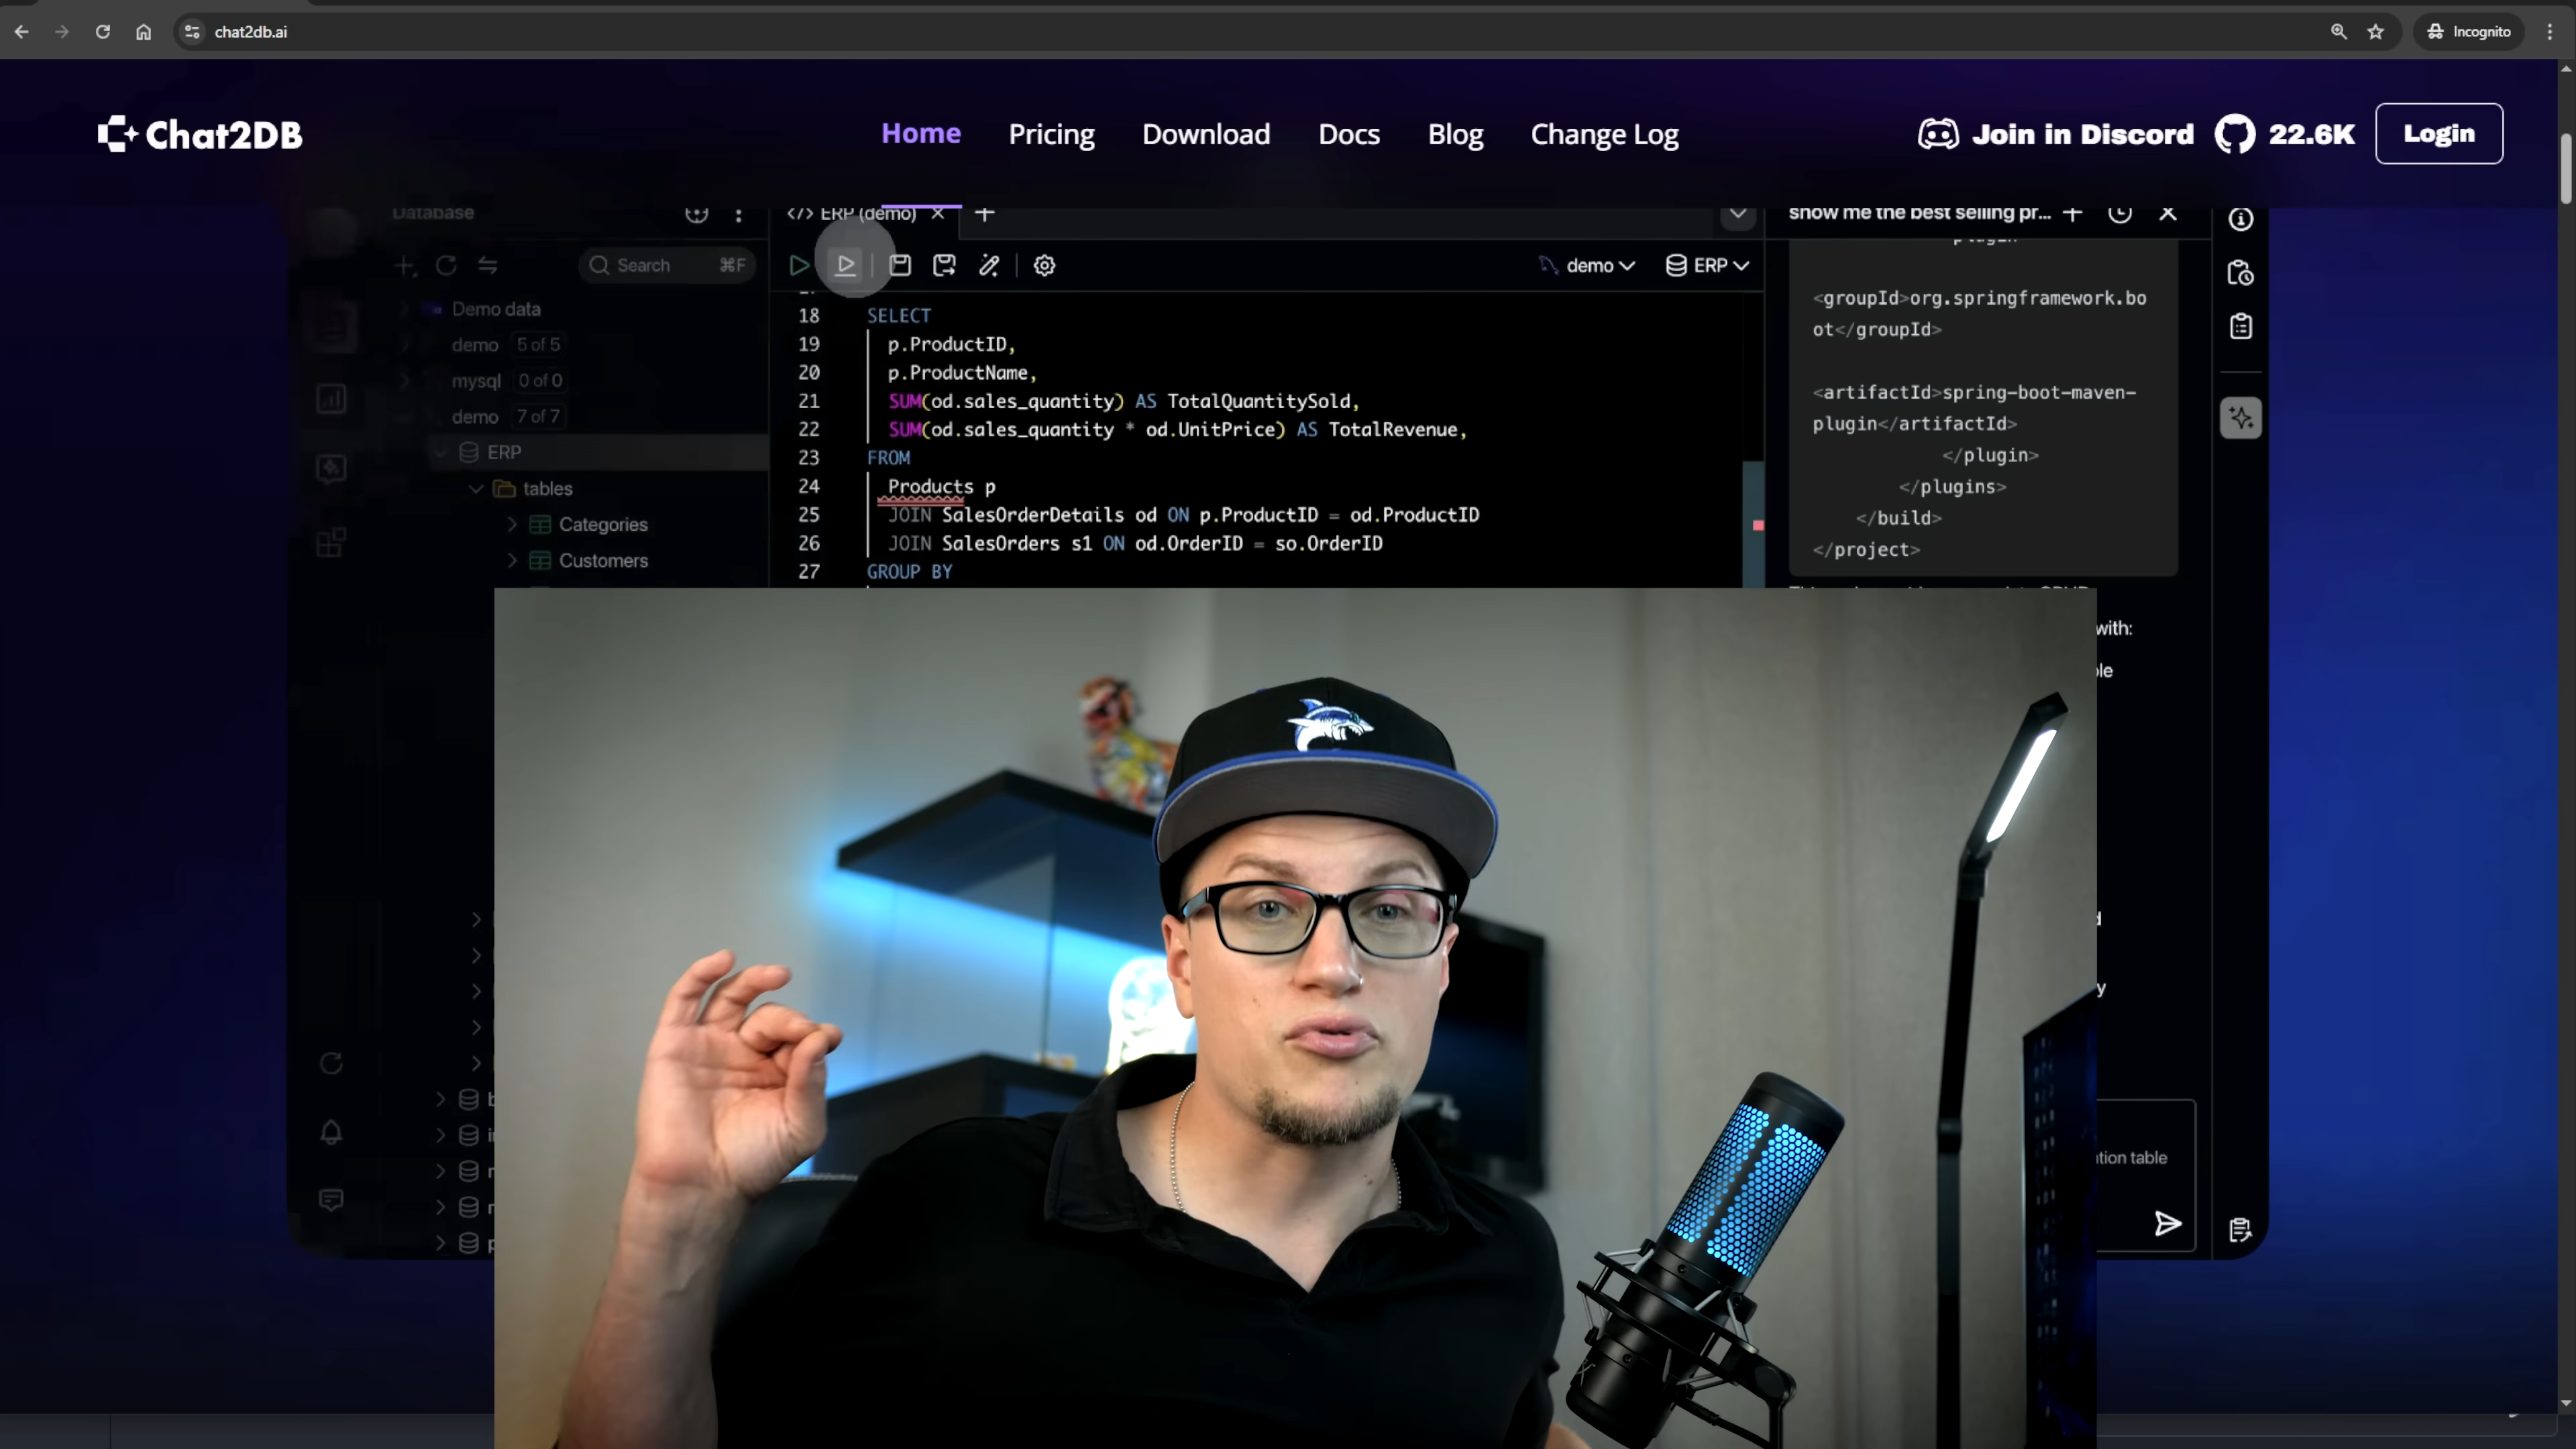 chat2db.ai
Incognito
Chat2DB
Home
Pricing
Download
Docs
Blog
Change Log
Join in Discord
22.6K
Login
Database
</> ERP (demo)
show me the best selling pr...
Search
⌘F
demo
ERP
Demo data
demo 5 of 5
mysql 0 of 0
demo 7 of 7
ERP
tables
Categories
Customers
18 SELECT
19 p.ProductID,
20 p.ProductName,
21 SUM(od.sales_quantity) AS TotalQuantitySold,
22 SUM(od.sales_quantity * od.UnitPrice) AS TotalRevenue,
23 FROM
24 Products p
25 JOIN SalesOrderDetails od ON p.ProductID = od.ProductID
26 JOIN SalesOrders s1 ON od.OrderID = so.OrderID
27 GROUP BY
<groupId>org.springframework.bo
ot</groupId>
<artifactId>spring-boot-maven-
plugin</artifactId>
</plugin>
</plugins>
</build>
</project>
with:
table